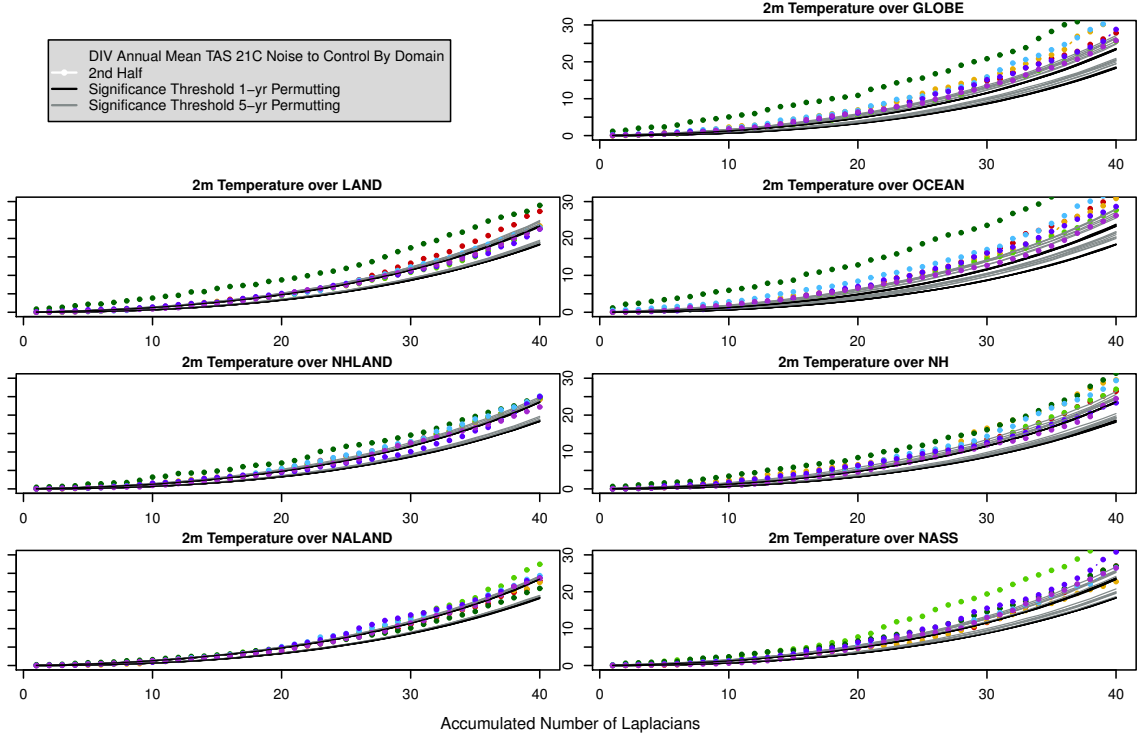 2m Temperature over GLOBE
DIV Annual Mean TAS 21C Noise to Control By Domain
2nd Half
Significance Threshold 1−yr Permutting
Significance Threshold 5−yr Permutting
0 10 20 30
0 10 20 30 40
2m Temperature over LAND
0 10 20 30 40
2m Temperature over OCEAN
0 10 20 30
0 10 20 30 40
2m Temperature over NHLAND
0 10 20 30 40
2m Temperature over NH
0 10 20 30
0 10 20 30 40
2m Temperature over NALAND
0 10 20 30 40
2m Temperature over NASS
0 10 20 30
0 10 20 30 40
Accumulated Number of Laplacians